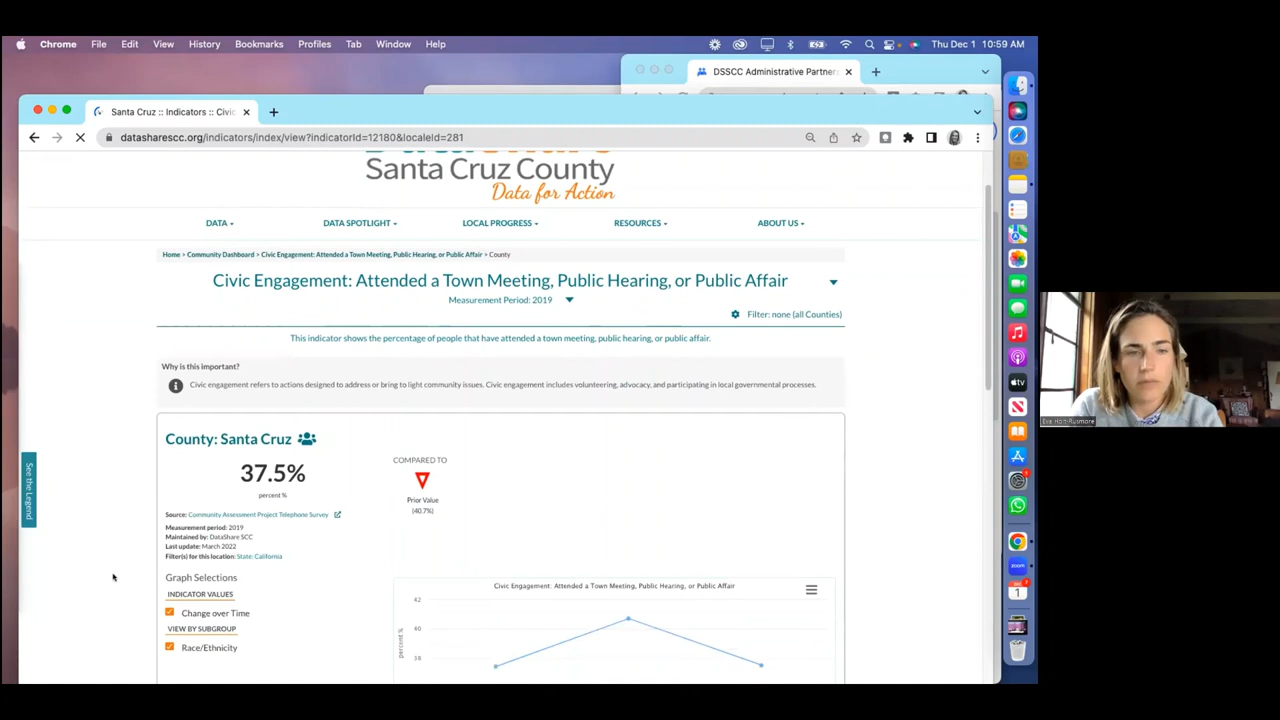 Chrome File Edit View History Bookmarks Profiles Tab Window Help Thu Dec 1 10:59 AM
DSSCC Administrative Partner
Santa Cruz :: Indicators :: Civic
datasharescc.org/indicators/index/view?indicatorId=12180&localeId=281
Santa Cruz County
Data for Action
DATA DATA SPOTLIGHT LOCAL PROGRESS RESOURCES ABOUT US
Home > Community Dashboard > Civic Engagement: Attended a Town Meeting, Public Hearing, or Public Affair > County
Civic Engagement: Attended a Town Meeting, Public Hearing, or Public Affair
Measurement Period: 2019
Filter: none (all Counties)
This indicator shows the percentage of people that have attended a town meeting, public hearing, or public affair.
Why is this important?
Civic engagement refers to actions designed to address or bring to light community issues. Civic engagement includes volunteering, advocacy, and participating in local governmental processes.
See the Legend
County: Santa Cruz
37.5%
percent %
COMPARED TO
Prior Value
(40.7%)
Source: Community Assessment Project Telephone Survey
Measurement period: 2019
Maintained by: DataShare SCC
Last update: March 2022
Filter(s) for this location: State: California
Graph Selections
INDICATOR VALUES
Change over Time
VIEW BY SUBGROUP
Race/Ethnicity
Civic Engagement: Attended a Town Meeting, Public Hearing, or Public Affair
42
40
38
percent %
tv
zoom
1